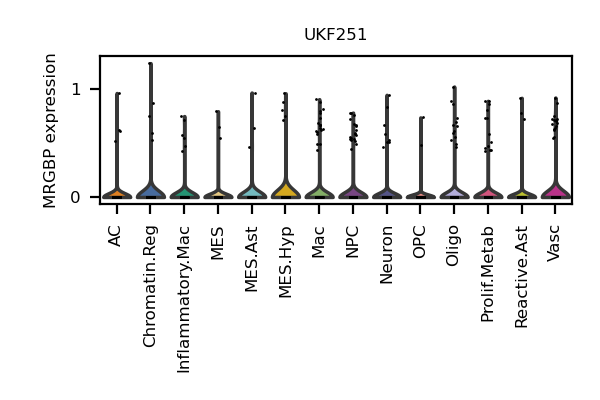 UKF251
MRGBP expression
1
0
AC
Chromatin.Reg
Inflammatory.Mac
MES
MES.Ast
MES.Hyp
Mac
NPC
Neuron
OPC
Oligo
Prolif.Metab
Reactive.Ast
Vasc